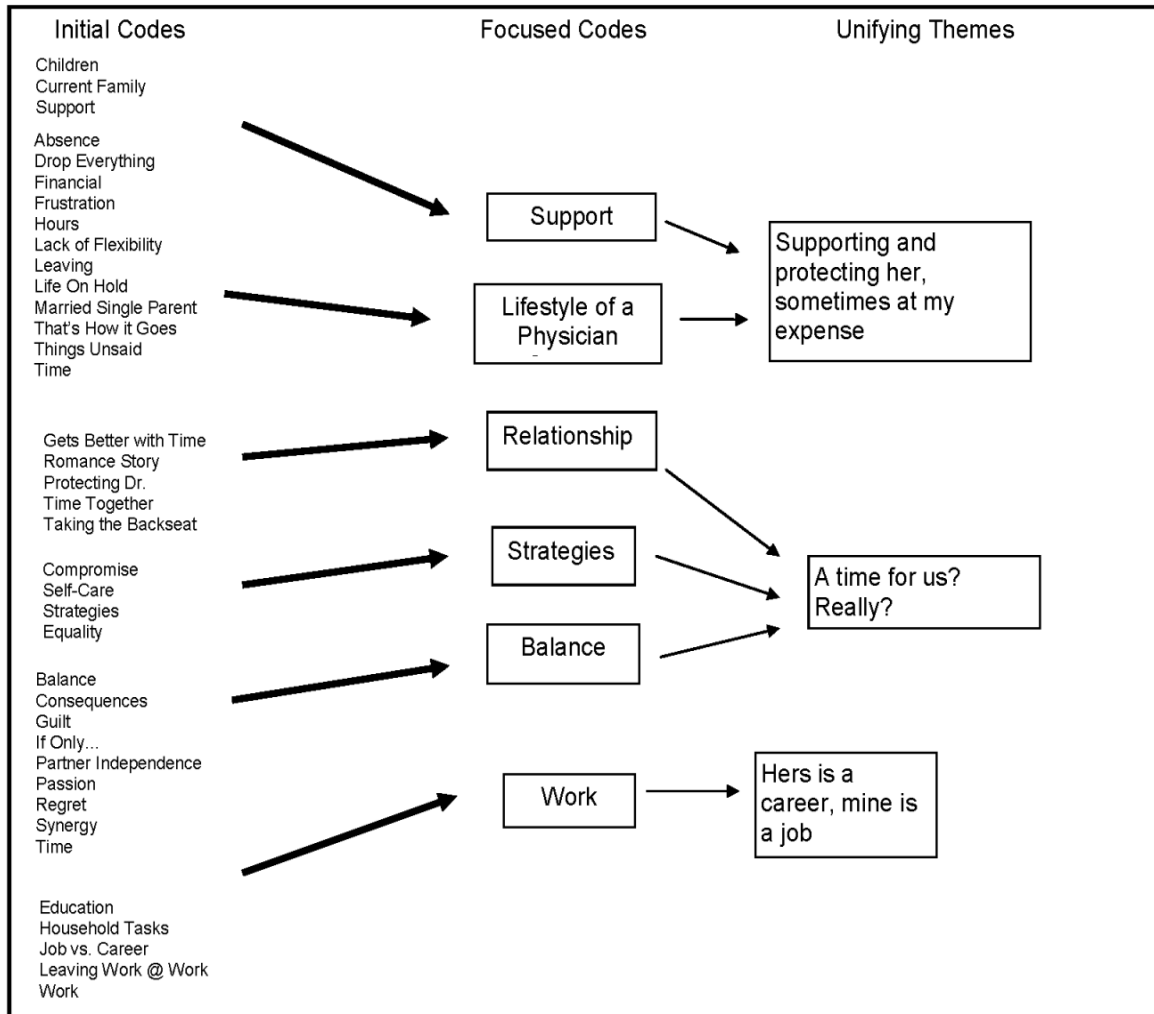 Initial Codes
Focused Codes
Unifying Themes
Children
Current Family
Support
Absence
Drop Everything
Financial
Frustration
Hours
Lack of Flexibility
Leaving
Life On Hold
Married Single Parent
That's How it Goes
Things Unsaid
Time
Gets Better with Time
Romance Story
Protecting Dr.
Time Together
Taking the Backseat
Compromise
Self-Care
Strategies
Equality
Balance
Consequences
Guilt
If Only...
Partner Independence
Passion
Regret
Synergy
Time
Education
Household Tasks
Job vs. Career
Leaving Work @ Work
Work
Support
Lifestyle of a
Physician
Relationship
Strategies
Balance
Work
Supporting and
protecting her,
sometimes at my
expense
A time for us?
Really?
Hers is a
career, mine is
a job